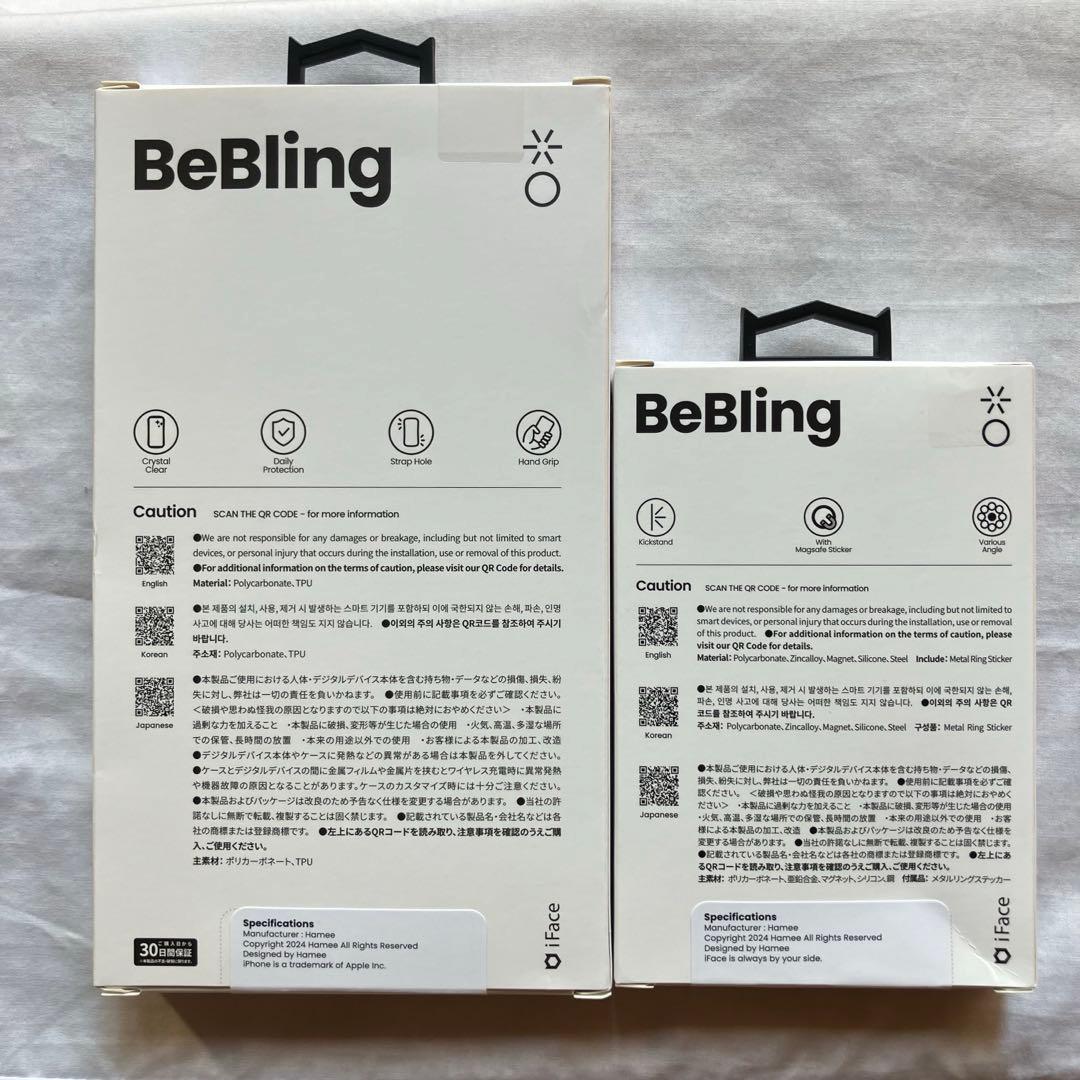 BeBling
Crystal
Clear
Daily
Protection
Strap Hole
Hand Grip
Caution SCAN THE QR CODE - for more information
English
●We are not responsible for any damages or breakage, including but not limited to smart
devices, or personal injury that occurs during the installation, use or removal of this product.
●For additional information on the terms of caution, please visit our QR Code for details.
Material: Polycarbonate、TPU
Korean
●본 제품의 설치, 사용, 제거 시 발생하는 스마트 기기를 포함하되 이에 국한되지 않는 손해, 파손, 인명
사고에 대해 당사는 어떠한 책임도 지지 않습니다. ●이외의 주의 사항은 QR코드를 참조하여 주시기
바랍니다.
주소재: Polycarbonate、TPU
Japanese
●本製品ご使用における人体・デジタルデバイス本体を含む持ち物・データなどの損傷、損失、紛
失に対し、弊社は一切の責任を負いかねます。 ●使用前に記載事項を必ずご確認ください。
＜破損や思わぬ怪我の原因となりますので以下の事項は絶対におやめください＞ ・本製品に
過剰な力を加えること ・本製品に破損、変形等が生じた場合の使用 ・火気、高温、多湿な場所
での保管、長時間の放置 ・本来の用途以外での使用 ・お客様による本製品の加工、改造
●デジタルデバイス本体やケースに発熱などの異常がある場合は本製品を外してください。
●ケースとデジタルデバイスの間に金属フィルムや金属片を挟むとワイヤレス充電時に異常発熱
や機器故障の原因となることがあります。ケースのカスタマイズ時には十分ご注意ください。
●本製品およびパッケージは改良のため予告なく仕様を変更する場合があります。 ●当社の許
諾なしに無断で転載、複製することは固く禁じます。 ●記載されている製品名・会社名などは各
社の商標または登録商標です。 ●左上にあるQRコードを読み取り、注意事項を確認のうえご購
入、ご使用ください。
主素材: ポリカーボネート、TPU
ご購入日から
30日間保証
※本製品の不具・破損に限ります。
Specifications
Manufacturer : Hamee
Copyright 2024 Hamee All Rights Reserved
Designed by Hamee
iPhone is a trademark of Apple Inc.
iFace
BeBling
Kickstand
With
Magsafe Sticker
Various
Angle
Caution SCAN THE QR CODE - for more information
English
●We are not responsible for any damages or breakage, including but not limited to
smart devices, or personal injury that occurs during the installation, use or removal
of this product. ●For additional information on the terms of caution, please
visit our QR Code for details.
Material: Polycarbonate、Zincalloy、Magnet、Silicone、Steel Include: Metal Ring Sticker
Korean
●본 제품의 설치, 사용, 제거 시 발생하는 스마트 기기를 포함하되 이에 국한되지 않는 손해,
파손, 인명 사고에 대해 당사는 어떠한 책임도 지지 않습니다. ●이외의 주의 사항은 QR
코드를 참고하여 주시기 바랍니다.
주소재: Polycarbonate、Zincalloy、Magnet、Silicone、Steel 구성품: Metal Ring Sticker
Japanese
●本製品ご使用における人体・デジタルデバイス本体を含む持ち物・データなどの損傷、
損失、紛失に対し、弊社は一切の責任を負いかねます。 ●使用前に記載事項を必ずご確
認ください。 ＜破損や思わぬ怪我の原因となりますので以下の事項は絶対におやめくださ
い＞ ・本製品に過剰な力を加えること ・本製品に破損、変形等が生じた場合の使用
・火気、高温、多湿な場所での保管、長時間の放置 ・本来の用途以外での使用 ・お客
様による本製品の加工、改造 ●本製品およびパッケージは改良のため予告なく仕様を
変更する場合があります。 ●当社の許諾なしに無断で転載、複製することは固く禁じます。
●記載されている製品名・会社名などは各社の商標または登録商標です。 ●左上にあ
るQRコードを読み取り、注意事項を確認のうえご購入、ご使用ください。
主素材: ポリカーボネート、亜鉛合金、マグネット、シリコン、鋼 付属品: メタルリングステッカー
Specifications
Manufacturer : Hamee
Copyright 2024 Hamee All Rights Reserved
Designed by Hamee
iFace is always by your side.
iFace